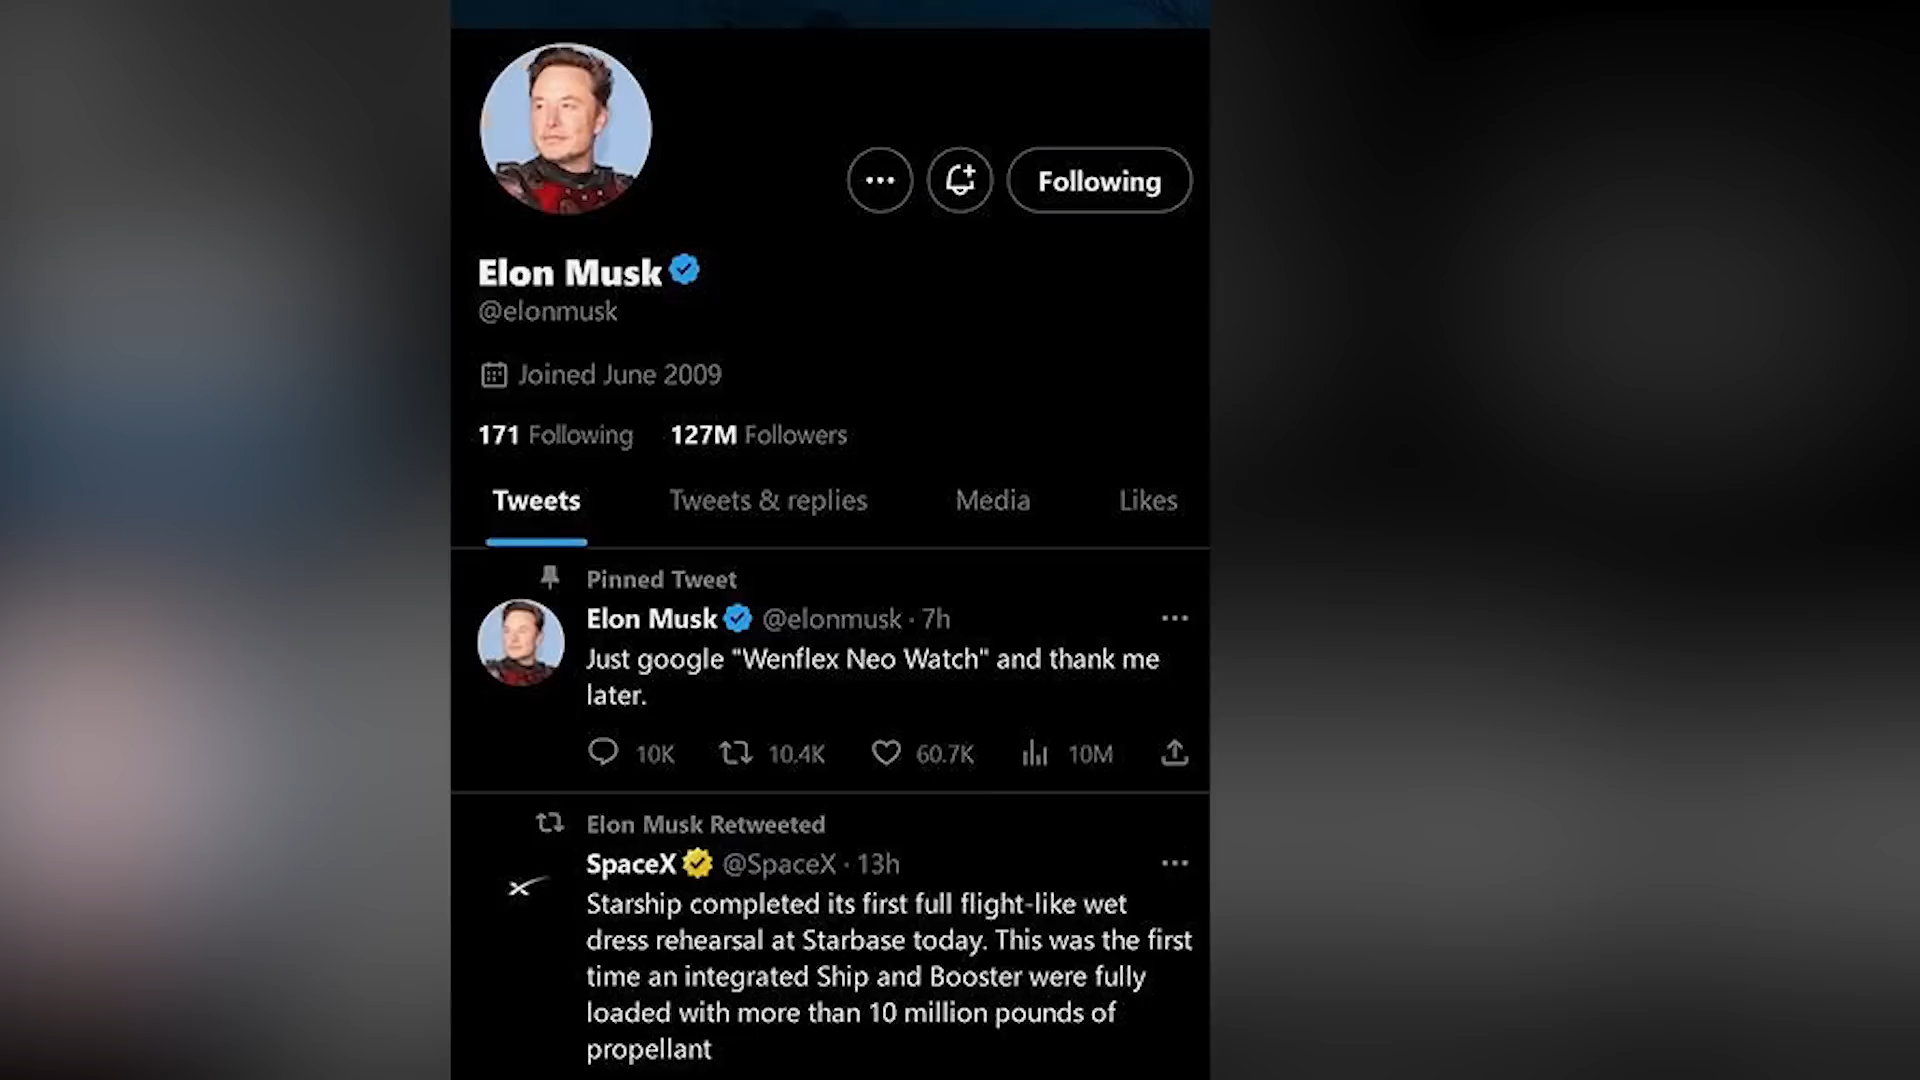 Following
Elon Musk
@elonmusk
Joined June 2009
171 Following 127M Followers
Tweets Tweets & replies Media Likes
Pinned Tweet
Elon Musk @elonmusk · 7h
Just google "Wenflex Neo Watch" and thank me
later.
10K 10.4K 60.7K 10M
Elon Musk Retweeted
SpaceX @SpaceX · 13h
Starship completed its first full flight-like wet
dress rehearsal at Starbase today. This was the first
time an integrated Ship and Booster were fully
loaded with more than 10 million pounds of
propellant